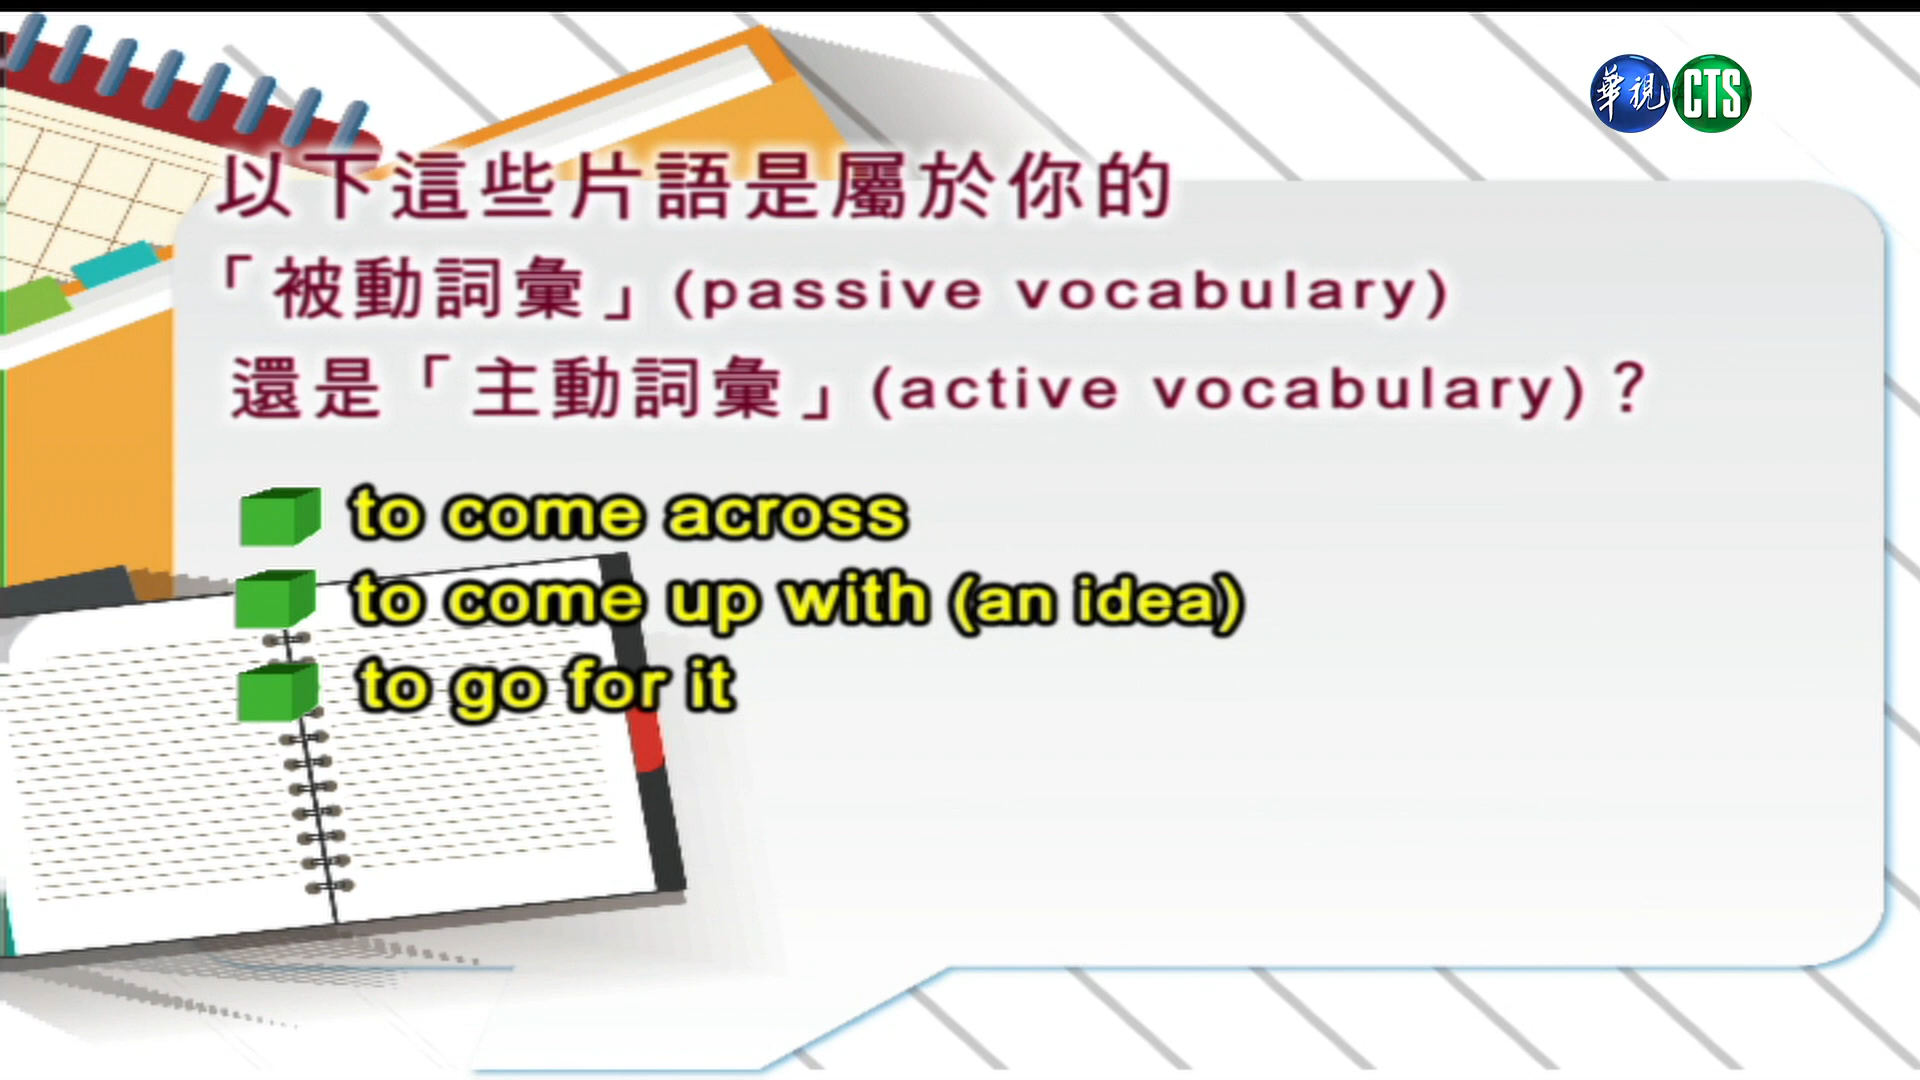 華視 CTS
以下這些片語是屬於你的
「被動詞彙」(passive vocabulary)
還是「主動詞彙」(active vocabulary)?
to come across
to come up with (an idea)
to go for it